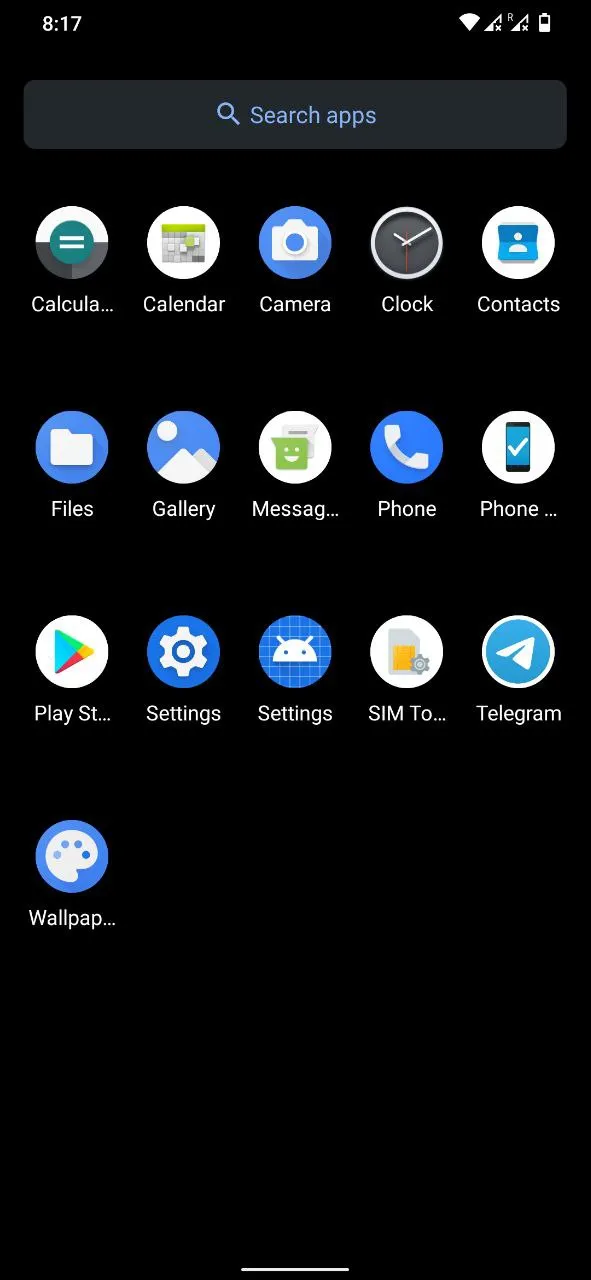 8:17
R
Search apps
Calcula...
Calendar
Camera
Clock
Contacts
Files
Gallery
Messag...
Phone
Phone ...
Play St...
Settings
Settings
SIM To...
Telegram
Wallpap...